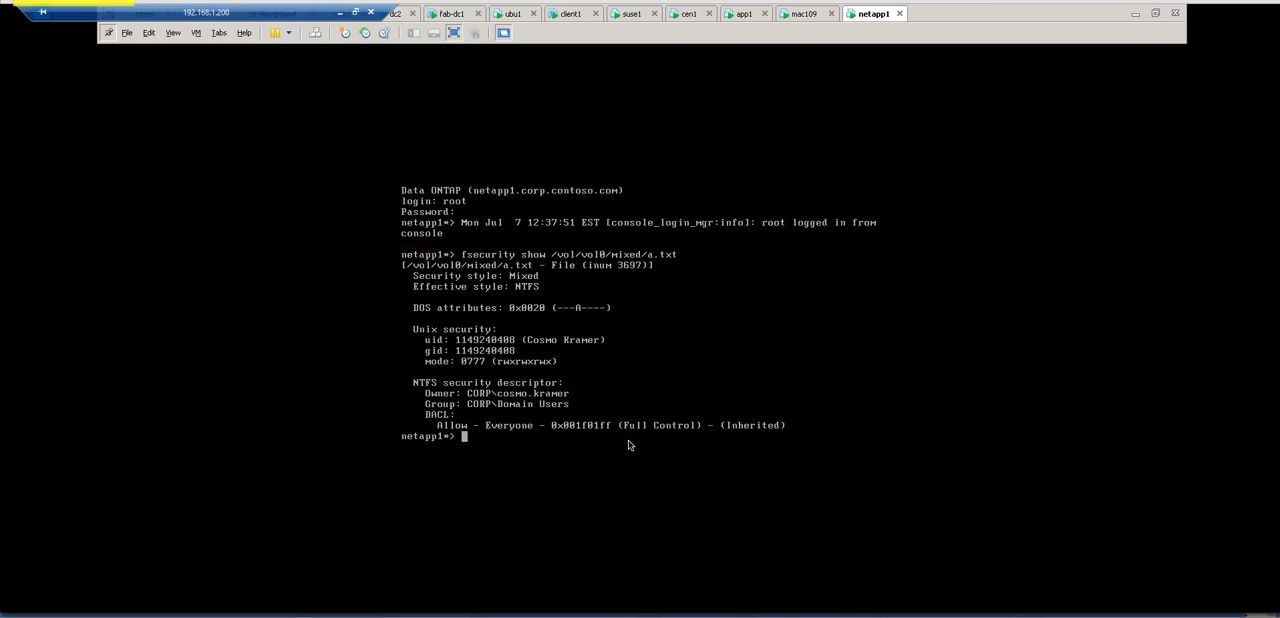 192.168.1.200
dc2
fab-dc1
ubu1
client1
suse1
cen1
app1
mac109
netapp1
File Edit View VM Tabs Help
Data ONTAP (netapp1.corp.contoso.com)
login: root
Password:
netapp1*> Mon Jul  7 12:37:51 EST [console_login_mgr:info]: root logged in from
console
netapp1*> fsecurity show /vol/vol0/mixed/a.txt
[/vol/vol0/mixed/a.txt - File (inum 3697)]
Security style: Mixed
Effective style: NTFS
DOS attributes: 0x0020 (---A----)
Unix security:
uid: 1149240408 (Cosmo Kramer)
gid: 1149240408
mode: 0777 (rwxrwxrwx)
NTFS security descriptor:
Owner: CORP\cosmo.kramer
Group: CORP\Domain Users
DACL:
Allow - Everyone - 0x001f01ff (Full Control) - (Inherited)
netapp1*>